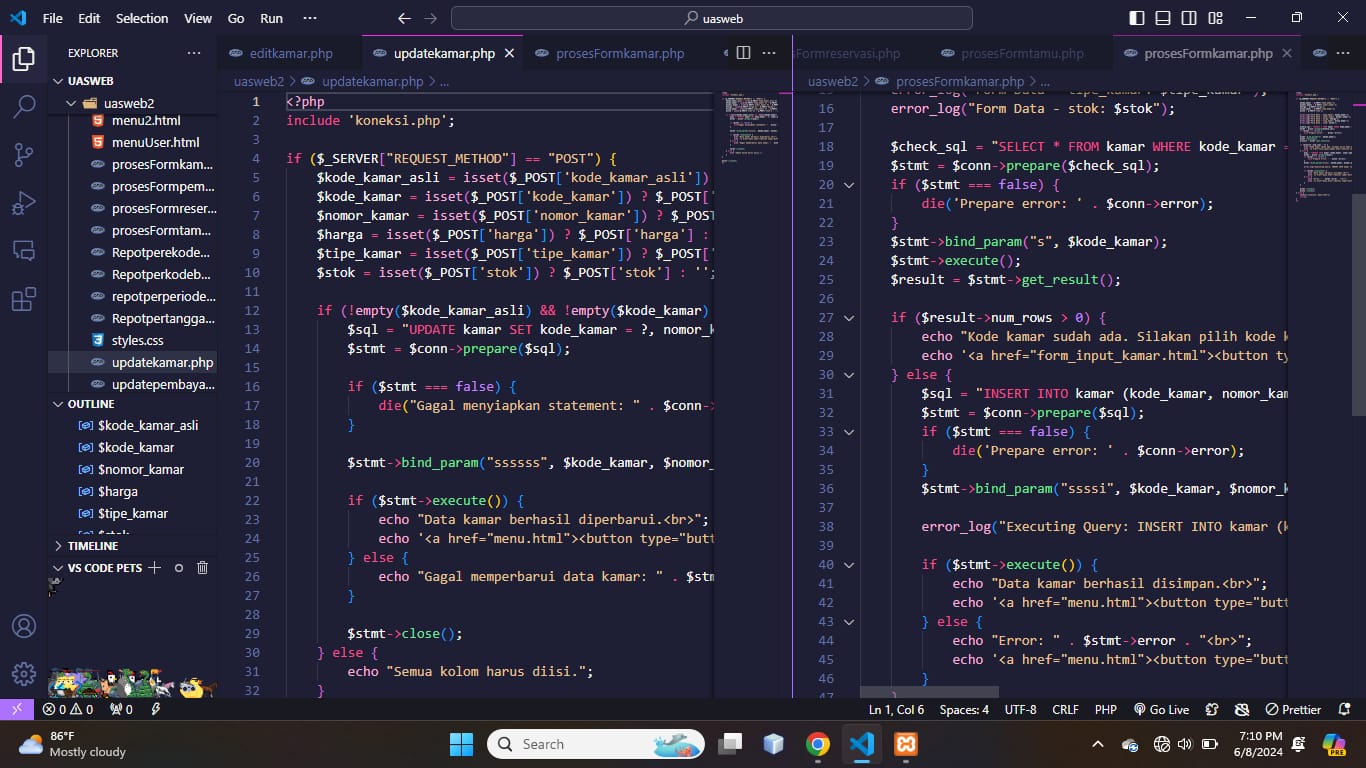 File Edit Selection View Go Run ···
uasweb
EXPLORER ···
UASWEB
uasweb2
menu2.html
menuUser.html
prosesFormkam...
prosesFormpem...
prosesFormreser...
prosesFormtam...
Repotperekode...
Repotperkodeb...
repotperperiode...
Repotpertangga...
styles.css
updatekamar.php
updatepembaya...
OUTLINE
$kode_kamar_asli
$kode_kamar
$nomor_kamar
$harga
$tipe_kamar
$stok
TIMELINE
VS CODE PETS
editkamar.php updatekamar.php prosesFormkamar.php ···
uasweb2 > updatekamar.php > ...
1 <?php
2 include 'koneksi.php';
3
4 if ($_SERVER["REQUEST_METHOD"] == "POST") {
5 $kode_kamar_asli = isset($_POST['kode_kamar_asli'])
6 $kode_kamar = isset($_POST['kode_kamar']) ? $_POST[
7 $nomor_kamar = isset($_POST['nomor_kamar']) ? $_POS
8 $harga = isset($_POST['harga']) ? $_POST['harga'] :
9 $tipe_kamar = isset($_POST['tipe_kamar']) ? $_POST['
10 $stok = isset($_POST['stok']) ? $_POST['stok'] : '';
11
12 if (!empty($kode_kamar_asli) && !empty($kode_kamar)
13 $sql = "UPDATE kamar SET kode_kamar = ?, nomor_k
14 $stmt = $conn->prepare($sql);
15
16 if ($stmt === false) {
17 die("Gagal menyiapkan statement: " . $conn->
18 }
19
20 $stmt->bind_param("ssssss", $kode_kamar, $nomor_
21
22 if ($stmt->execute()) {
23 echo "Data kamar berhasil diperbarui.<br>";
24 echo '<a href="menu.html"><button type="butt
25 } else {
26 echo "Gagal memperbarui data kamar: " . $stm
27 }
28
29 $stmt->close();
30 } else {
31 echo "Semua kolom harus diisi.";
32 }
sFormreservasi.php prosesFormtamu.php prosesFormkamar.php ···
uasweb2 > prosesFormkamar.php > ...
15 error_log("Form Data - tipe_kamar: $tipe_kamar");
16 error_log("Form Data - stok: $stok");
17
18 $check_sql = "SELECT * FROM kamar WHERE kode_kamar =
19 $stmt = $conn->prepare($check_sql);
20 if ($stmt === false) {
21 die('Prepare error: ' . $conn->error);
22 }
23 $stmt->bind_param("s", $kode_kamar);
24 $stmt->execute();
25 $result = $stmt->get_result();
26
27 if ($result->num_rows > 0) {
28 echo "Kode kamar sudah ada. Silakan pilih kode k
29 echo '<a href="form_input_kamar.html"><button ty
30 } else {
31 $sql = "INSERT INTO kamar (kode_kamar, nomor_kam
32 $stmt = $conn->prepare($sql);
33 if ($stmt === false) {
34 die('Prepare error: ' . $conn->error);
35 }
36 $stmt->bind_param("ssssi", $kode_kamar, $nomor_k
37
38 error_log("Executing Query: INSERT INTO kamar (k
39
40 if ($stmt->execute()) {
41 echo "Data kamar berhasil disimpan.<br>";
42 echo '<a href="menu.html"><button type="butt
43 } else {
44 echo "Error: " . $stmt->error . "<br>";
45 echo '<a href="menu.html"><button type="butt
46 }
47 }
0 0 0 Ln 1, Col 6 Spaces: 4 UTF-8 CRLF PHP Go Live Prettier
86°F
Mostly cloudy
Search
PRE
7:10 PM
6/8/2024